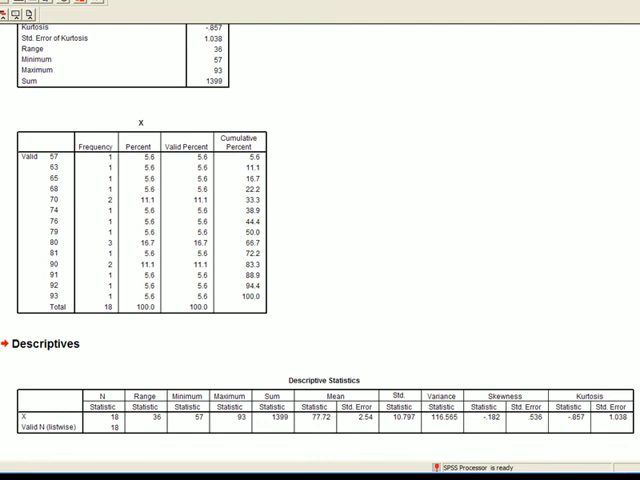 Kurtosis -.857
Std. Error of Kurtosis 1.038
Range 36
Minimum 57
Maximum 93
Sum 1399
X
Cumulative
Frequency Percent Valid Percent Percent
Valid 57 1 5.6 5.6 5.6
63 1 5.6 5.6 11.1
65 1 5.6 5.6 16.7
68 1 5.6 5.6 22.2
70 2 11.1 11.1 33.3
74 1 5.6 5.6 38.9
76 1 5.6 5.6 44.4
79 1 5.6 5.6 50.0
80 3 16.7 16.7 66.7
81 1 5.6 5.6 72.2
90 2 11.1 11.1 83.3
91 1 5.6 5.6 88.9
92 1 5.6 5.6 94.4
93 1 5.6 5.6 100.0
Total 18 100.0 100.0
Descriptives
Descriptive Statistics
N Range Minimum Maximum Sum Mean Std. Variance Skewness Kurtosis
Statistic Statistic Statistic Statistic Statistic Statistic Std. Error Statistic Statistic Statistic Std. Error Statistic Std. Error
X 18 36 57 93 1399 77.72 2.54 10.797 116.565 -.182 .536 -.857 1.038
Valid N (listwise) 18
SPSS Processor is ready